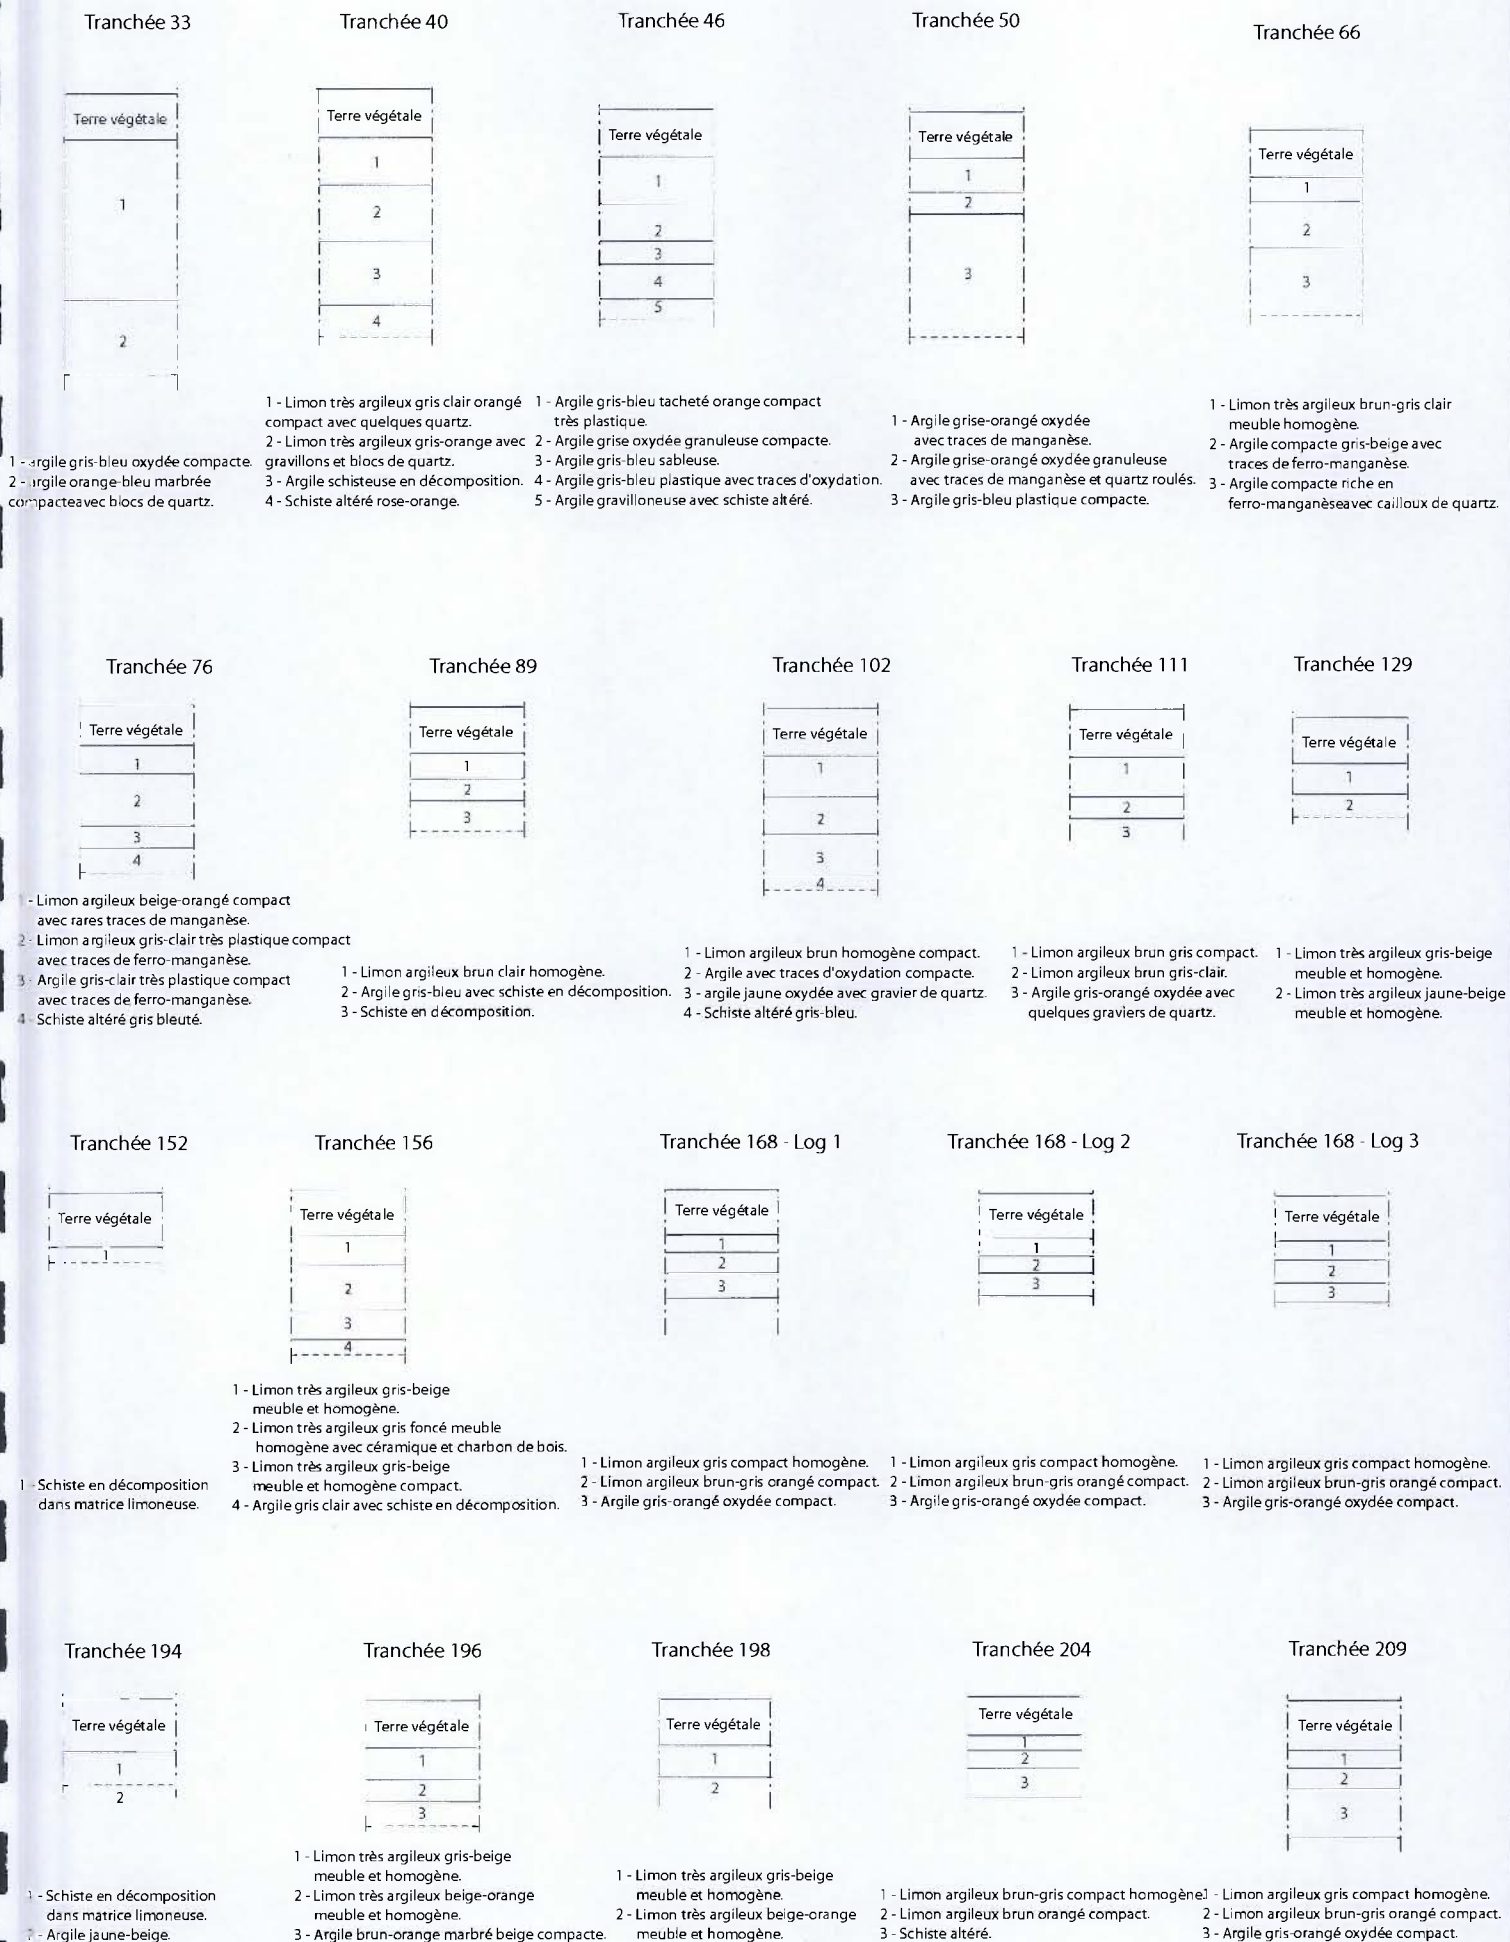 Tranchée 33
Terre végétale
1
2
1 - argile gris-bleu oxydée compacte.
2 - argile orange-bleu marbrée
compacteavec blocs de quartz.
Tranchée 40
Terre végétale
1
2
3
4
1 - Limon très argileux gris clair orangé
compact avec quelques quartz.
2 - Limon très argileux gris-orange avec
gravillons et blocs de quartz.
3 - Argile schisteuse en décomposition.
4 - Schiste altéré rose-orange.
Tranchée 46
Terre végétale
1
2
3
4
5
1 - Argile gris-bleu tacheté orange compact
très plastique.
2 - Argile grise oxydée granuleuse compacte.
3 - Argile gris-bleu sableuse.
4 - Argile gris-bleu plastique avec traces d'oxydation.
5 - Argile gravilloneuse avec schiste altéré.
Tranchée 50
Terre végétale
1
2
3
1 - Argile grise-orangé oxydée
avec traces de manganèse.
2 - Argile grise-orangé oxydée granuleuse
avec traces de manganèse et quartz roulés.
3 - Argile gris-bleu plastique compacte.
Tranchée 66
Terre végétale
1
2
3
1 - Limon très argileux brun-gris clair
meuble homogène.
2 - Argile compacte gris-beige avec
traces de ferro-manganèse.
3 - Argile compacte riche en
ferro-manganèseavec cailloux de quartz.
Tranchée 76
Terre végétale
1
2
3
4
1 - Limon argileux beige-orangé compact
avec rares traces de manganèse.
2 - Limon argileux gris-clair très plastique compact
avec traces de ferro-manganèse.
3 - Argile gris-clair très plastique compact
avec traces de ferro-manganèse.
4 - Schiste altéré gris bleuté.
Tranchée 89
Terre végétale
1
2
3
1 - Limon argileux brun clair homogène.
2 - Argile gris-bleu avec schiste en décomposition.
3 - Schiste en décomposition.
Tranchée 102
Terre végétale
1
2
3
4
1 - Limon argileux brun homogène compact.
2 - Argile avec traces d'oxydation compacte.
3 - argile jaune oxydée avec gravier de quartz.
4 - Schiste altéré gris-bleu.
Tranchée 111
Terre végétale
1
2
3
1 - Limon argileux brun gris compact.
2 - Limon argileux brun gris-clair.
3 - Argile gris-orangé oxydée avec
quelques graviers de quartz.
Tranchée 129
Terre végétale
1
2
1 - Limon très argileux gris-beige
meuble et homogène.
2 - Limon très argileux jaune-beige
meuble et homogène.
Tranchée 152
Terre végétale
1
1 - Schiste en décomposition
dans matrice limoneuse.
Tranchée 156
Terre végétale
1
2
3
4
1 - Limon très argileux gris-beige
meuble et homogène.
2 - Limon très argileux gris foncé meuble
homogène avec céramique et charbon de bois.
3 - Limon très argileux gris-beige
meuble et homogène compact.
4 - Argile gris clair avec schiste en décomposition.
Tranchée 168 - Log 1
Terre végétale
1
2
3
1 - Limon argileux gris compact homogène.
2 - Limon argileux brun-gris orangé compact.
3 - Argile gris-orangé oxydée compact.
Tranchée 168 - Log 2
Terre végétale
1
2
3
1 - Limon argileux gris compact homogène.
2 - Limon argileux brun-gris orangé compact.
3 - Argile gris-orangé oxydée compact.
Tranchée 168 - Log 3
Terre végétale
1
2
3
1 - Limon argileux gris compact homogène.
2 - Limon argileux brun-gris orangé compact.
3 - Argile gris-orangé oxydée compact.
Tranchée 194
Terre végétale
1
2
1 - Schiste en décomposition
dans matrice limoneuse.
2 - Argile jaune-beige.
Tranchée 196
Terre végétale
1
2
3
1 - Limon très argileux gris-beige
meuble et homogène.
2 - Limon très argileux beige-orange
meuble et homogène.
3 - Argile brun-orange marbré beige compacte.
Tranchée 198
Terre végétale
1
2
1 - Limon très argileux gris-beige
meuble et homogène.
2 - Limon très argileux beige-orange
meuble et homogène.
Tranchée 204
Terre végétale
1
2
3
1 - Limon argileux brun-gris compact homogène.
2 - Limon argileux brun orangé compact.
3 - Schiste altéré.
Tranchée 209
Terre végétale
1
2
3
1 - Limon argileux gris compact homogène.
2 - Limon argileux brun-gris orangé compact.
3 - Argile gris-orangé oxydée compact.